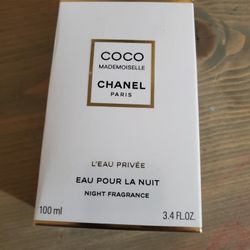 COCO
MADEMOISELLE
CHANEL
PARIS
L'EAU PRIVÉE
EAU POUR LA NUIT
NIGHT FRAGRANCE
100 ml 3.4 FL.OZ.